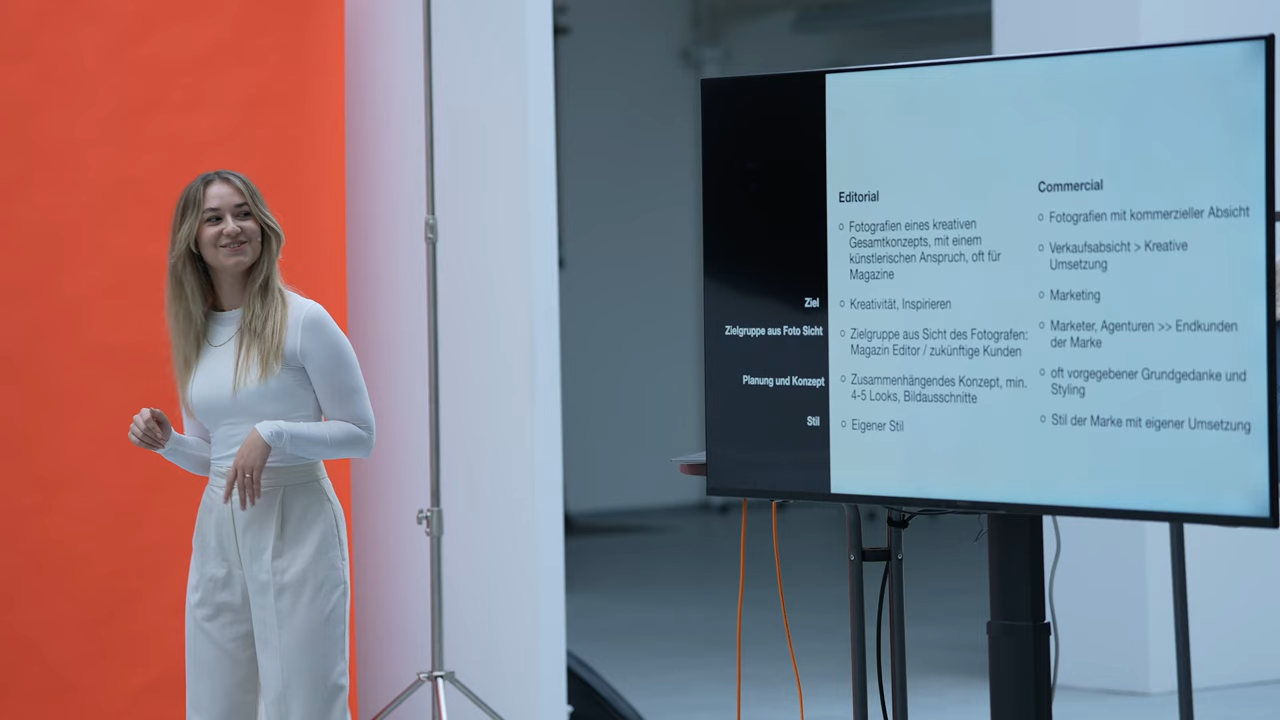 Editorial
Fotografien eines kreativen
Gesamtkonzepts, mit einem
künstlerischen Anspruch, oft für
Magazine
Kreativität, Inspirieren
Zielgruppe aus Sicht des Fotografen:
Magazin Editor / zukünftige Kunden
Zusammenhängendes Konzept, min.
4-5 Looks, Bildausschnitte
Eigener Stil
Commercial
Fotografien mit kommerzieller Absicht
Verkaufsabsicht > Kreative
Umsetzung
Marketing
Marketer, Agenturen >> Endkunden
der Marke
oft vorgegebener Grundgedanke und
Styling
Stil der Marke mit eigener Umsetzung
Ziel
Zielgruppe aus Foto Sicht
Planung und Konzept
Stil